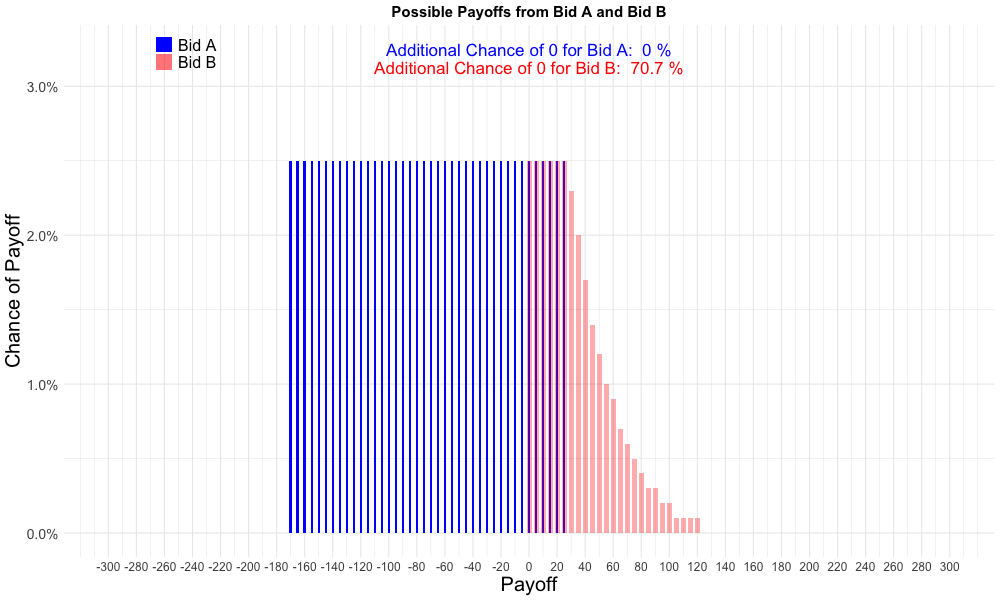 Possible Payoffs from Bid A and Bid B
Bid A
Bid B
Additional Chance of 0 for Bid A:  0 %
Additional Chance of 0 for Bid B:  70.7 %
Chance of Payoff
3.0%
2.0%
1.0%
0.0%
-300 -280 -260 -240 -220 -200 -180 -160 -140 -120 -100 -80 -60 -40 -20 0 20 40 60 80 100 120 140 160 180 200 220 240 260 280 300
Payoff